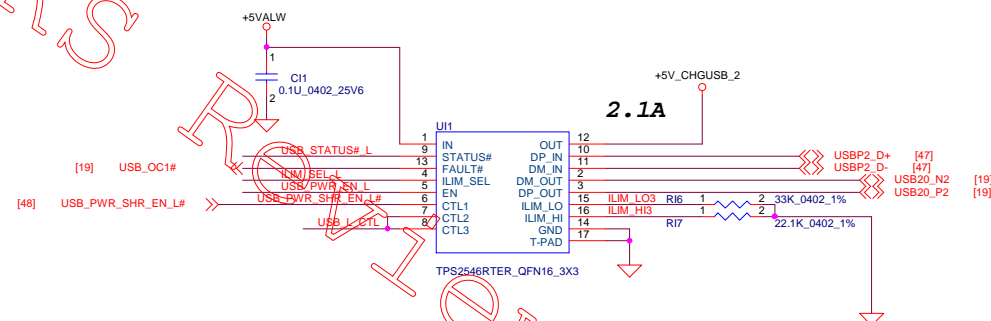 +5VALW
1
CI1
0.1U_0402_25V6
2
+5V_CHGUSB_2
2.1A
UI1
1 IN OUT 12
USB_STATUS#_L 9 STATUS# DP_IN 10 USBP2_D+ [47]
[19] USB_OC1# 13 FAULT# DM_IN 11 USBP2_D- [47]
ILIM_SEL_L 4 ILIM_SEL DM_OUT 2 USB20_N2 [19]
USB_PWR_EN_L 5 EN DP_OUT 3 USB20_P2 [19]
[48] USB_PWR_SHR_EN_L# USB_PWR_SHR_EN_L# 6 CTL1 ILIM_LO 15 ILIM_LO3 RI6 1 2 33K_0402_1%
7 CTL2 ILIM_HI 16 ILIM_HI3 RI7 1 2 22.1K_0402_1%
USB_L_CTL 8 CTL3 GND 14
T-PAD 17
TPS2546RTER_QFN16_3X3